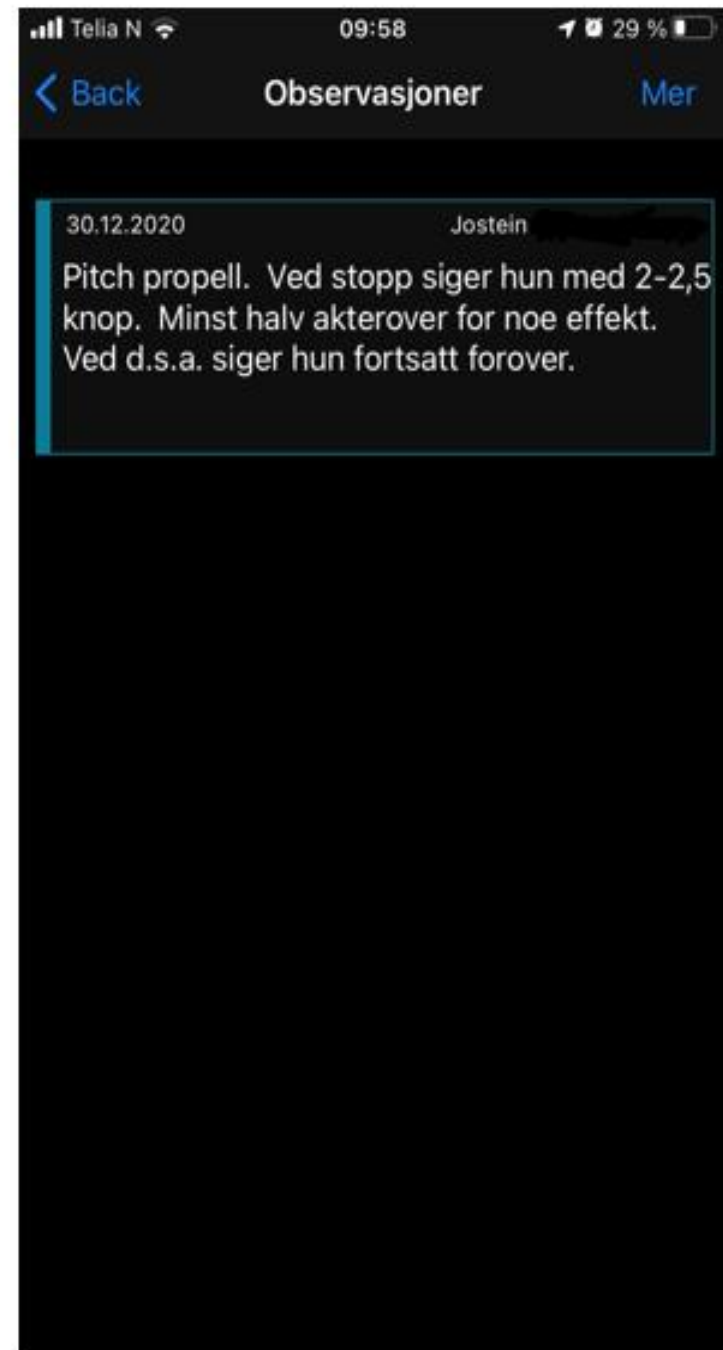 Telia N 09:58 29 %
Back Observasjoner Mer
30.12.2020 Jostein
Pitch propell. Ved stopp siger hun med 2-2,5
knop. Minst halv akterover for noe effekt.
Ved d.s.a. siger hun fortsatt forover.